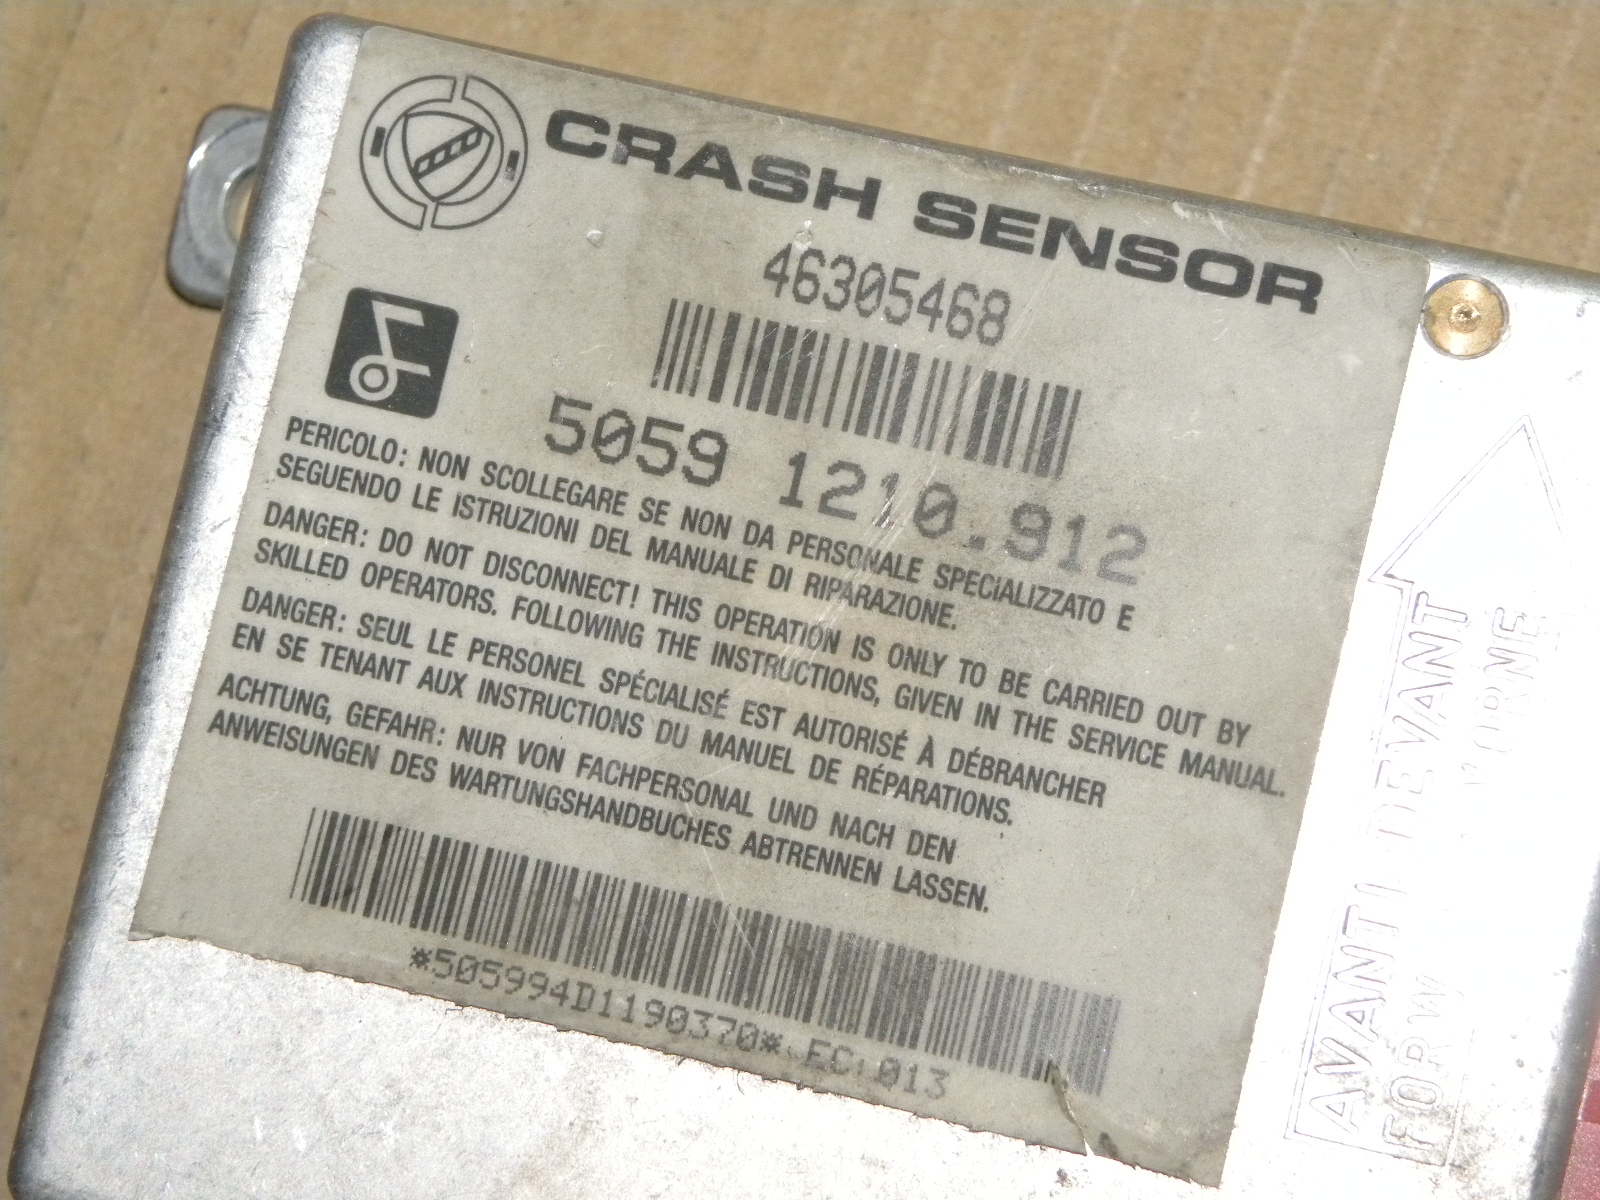 CRASH SENSOR
46305468
5059 1210.912
PERICOLO: NON SCOLLEGARE SE NON DA PERSONALE SPECIALIZZATO E
SEGUENDO LE ISTRUZIONI DEL MANUALE DI RIPARAZIONE.
DANGER: DO NOT DISCONNECT! THIS OPERATION IS ONLY TO BE CARRIED OUT BY
SKILLED OPERATORS. FOLLOWING THE INSTRUCTIONS, GIVEN IN THE SERVICE MANUAL.
DANGER: SEUL LE PERSONEL SPÉCIALISÉ EST AUTORISÉ À DÉBRANCHER
EN SE TENANT AUX INSTRUCTIONS DU MANUEL DE RÉPARATIONS.
ACHTUNG, GEFAHR: NUR VON FACHPERSONAL UND NACH DEN
ANWEISUNGEN DES WARTUNGSHANDBUCHES ABTRENNEN LASSEN.
*505994D1190370* EC:013
AVANTI DEVANT
FORW VORNE